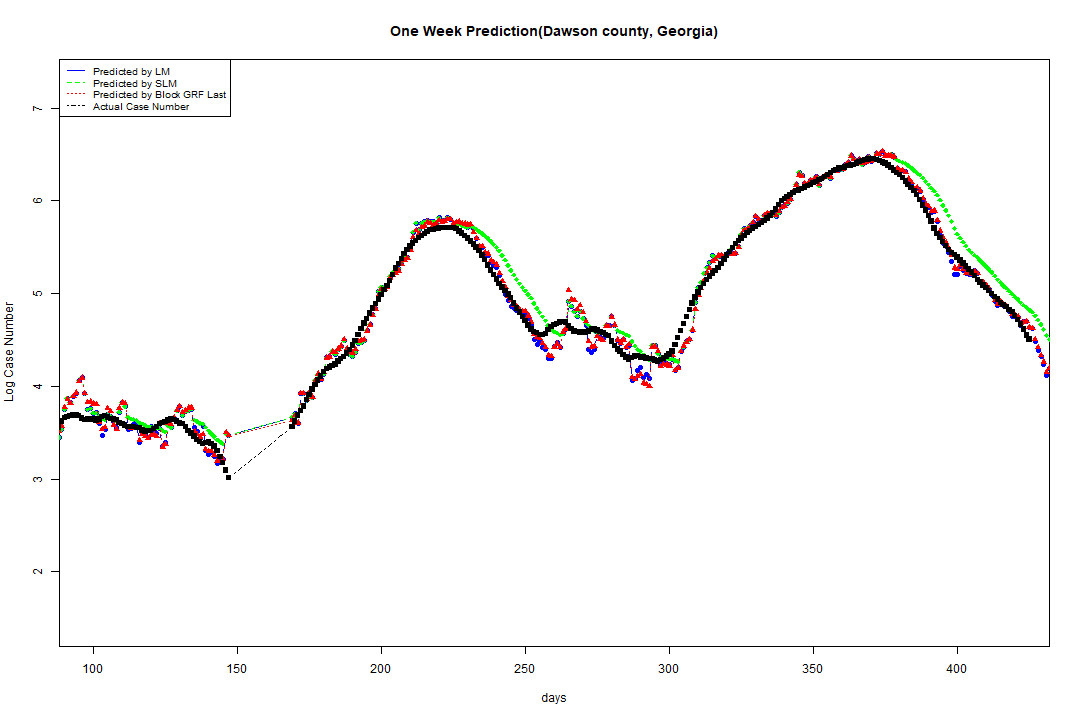 One Week Prediction(Dawson county, Georgia)
Predicted by LM
Predicted by SLM
Predicted by Block GRF Last
Actual Case Number
Log Case Number
7
6
5
4
3
2
100 150 200 250 300 350 400
days